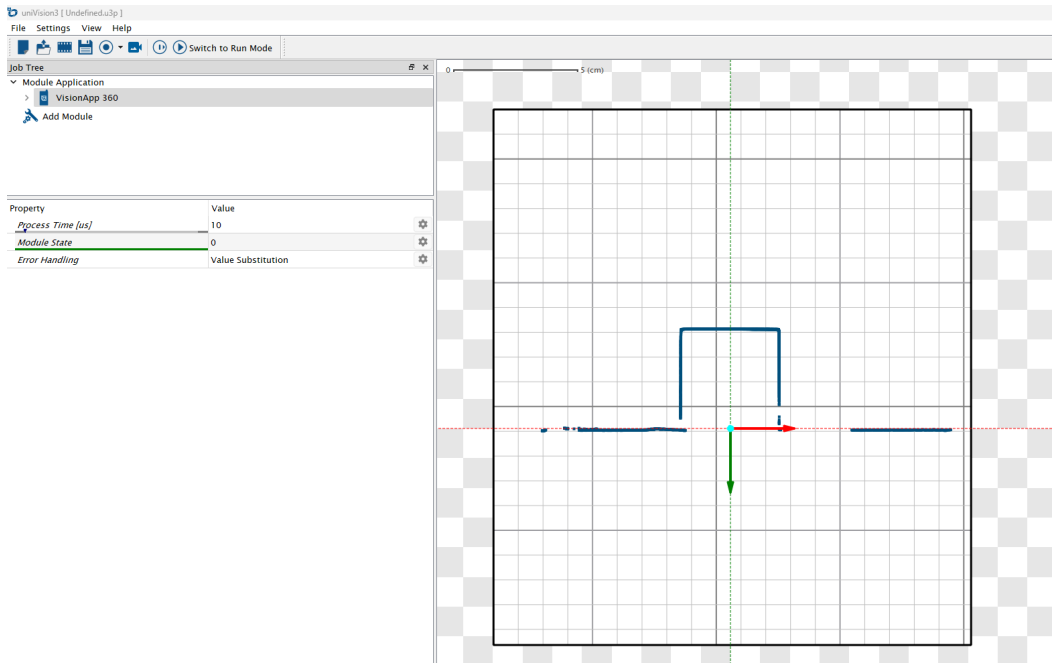 uniVision3 [ Undefined.u3p ]
File Settings View Help
Switch to Run Mode
Job Tree
Module Application
VisionApp 360
Add Module
Property Value
Process Time [us] 10
Module State 0
Error Handling Value Substitution
0 5 (cm)